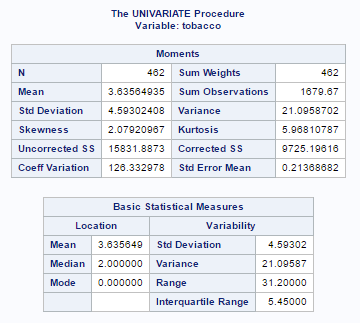 The UNIVARIATE Procedure
Variable: tobacco
Moments
N 462 Sum Weights 462
Mean 3.63564935 Sum Observations 1679.67
Std Deviation 4.59302408 Variance 21.0958702
Skewness 2.07920967 Kurtosis 5.96810787
Uncorrected SS 15831.8873 Corrected SS 9725.19616
Coeff Variation 126.332978 Std Error Mean 0.21368682
Basic Statistical Measures
Location Variability
Mean 3.635649 Std Deviation 4.59302
Median 2.000000 Variance 21.09587
Mode 0.000000 Range 31.20000
Interquartile Range 5.45000